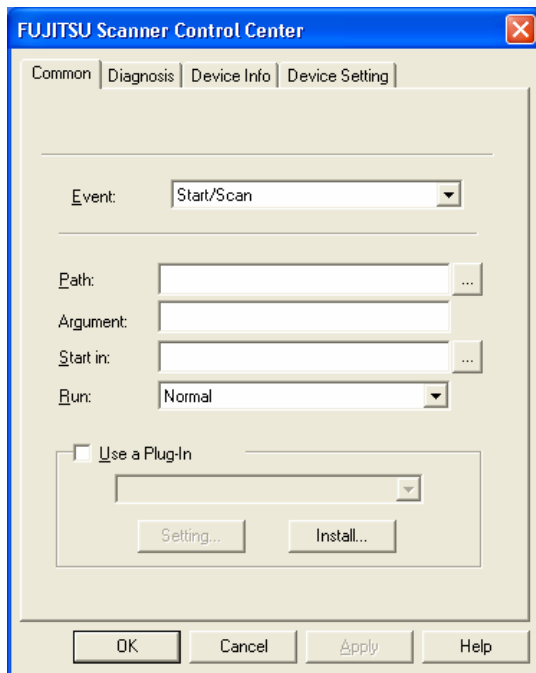 FUJITSU Scanner Control Center
Common Diagnosis Device Info Device Setting
Event: Start/Scan
Path: ...
Argument:
Start in: ...
Run: Normal
Use a Plug-In
Setting... Install...
OK Cancel Apply Help